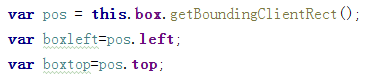 var pos = this.box.getBoundingClientRect();
var boxleft=pos.left;
var boxtop=pos.top;